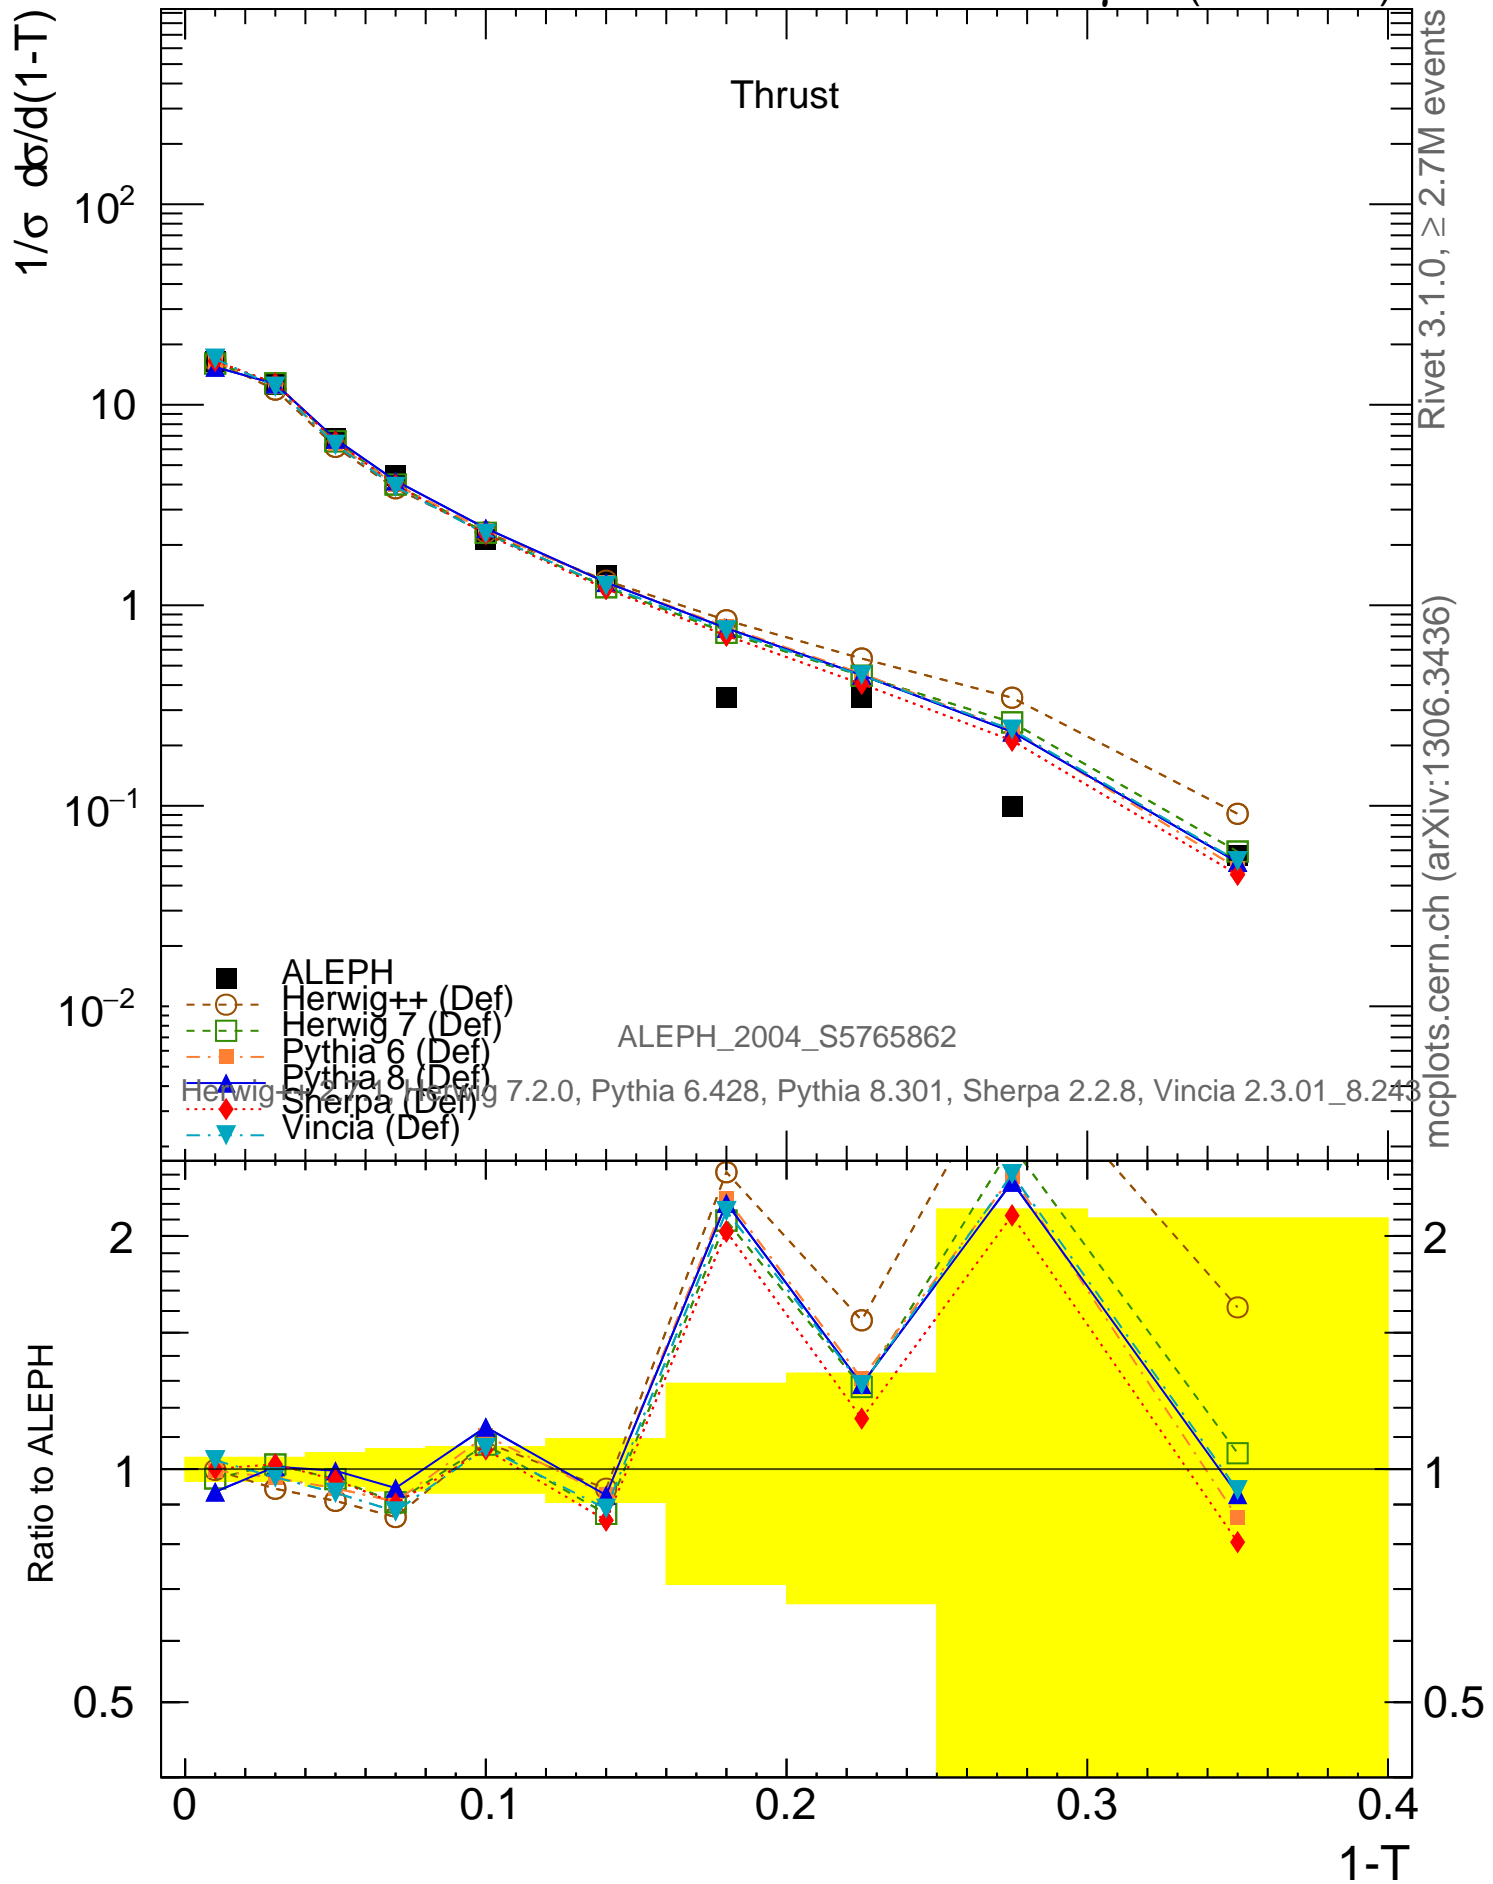 Thrust
1/σ dσ/d(1-T)
10²
10
1
10⁻¹
10⁻²
ALEPH
Herwig++ (Def)
Herwig 7 (Def)
Pythia 6 (Def)
Pythia 8 (Def)
Sherpa (Def)
Vincia (Def)
ALEPH_2004_S5765862
Herwig++ 2.7.1, Herwig 7.2.0, Pythia 6.428, Pythia 8.301, Sherpa 2.2.8, Vincia 2.3.01_8.243
Rivet 3.1.0, ≥ 2.7M events
mcplots.cern.ch (arXiv:1306.3436)
Ratio to ALEPH
2
1
0.5
2
1
0.5
0
0.1
0.2
0.3
0.4
1-T